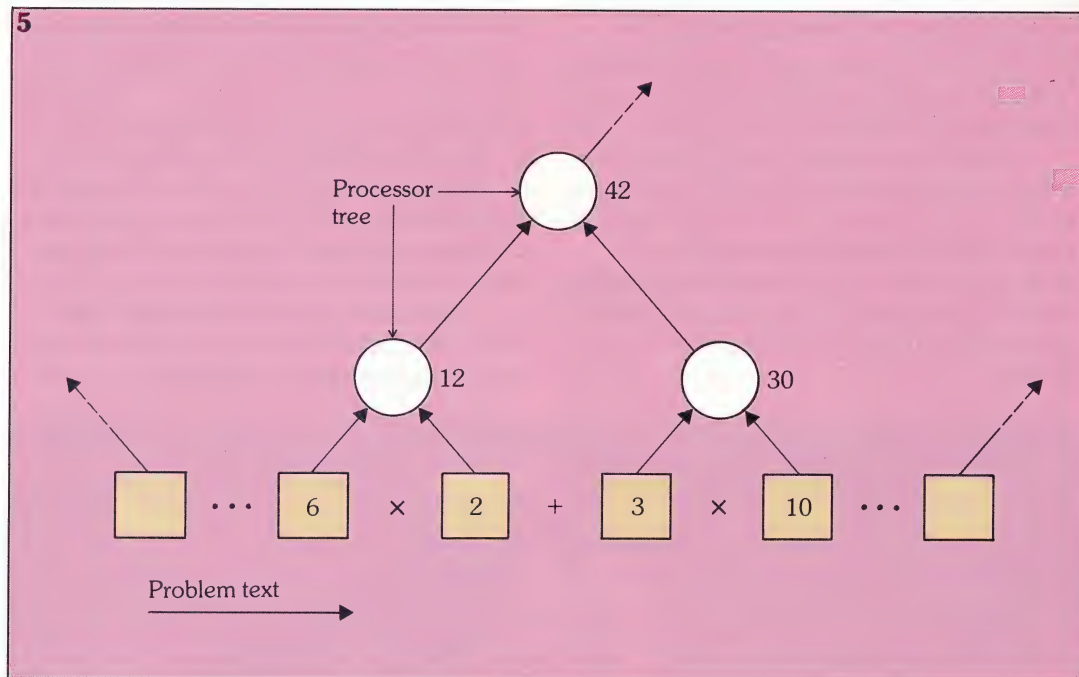 5
Processor
tree
42
12
30
... 6 × 2 + 3 × 10 ...
Problem text